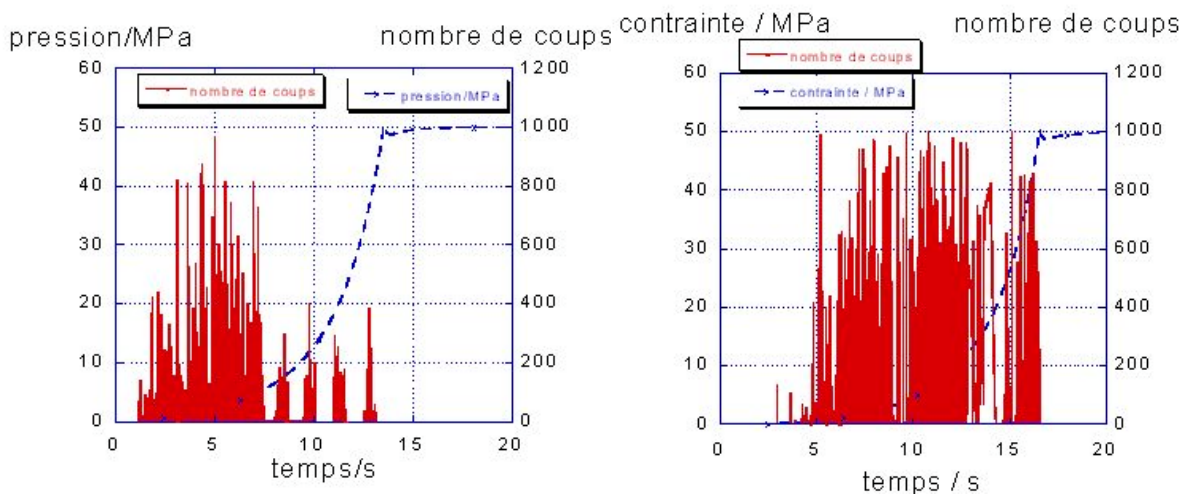 pression/MPa nombre de coups
nombre de coups
pression/MPa
60 1200
50 1000
40 800
30 600
20 400
10 200
0 0
0 5 10 15 20
temps/s
contrainte / MPa nombre de coups
nombre de coups
contrainte / MPa
60 1200
50 1000
40 800
30 600
20 400
10 200
0 0
0 5 10 15 20
temps / s